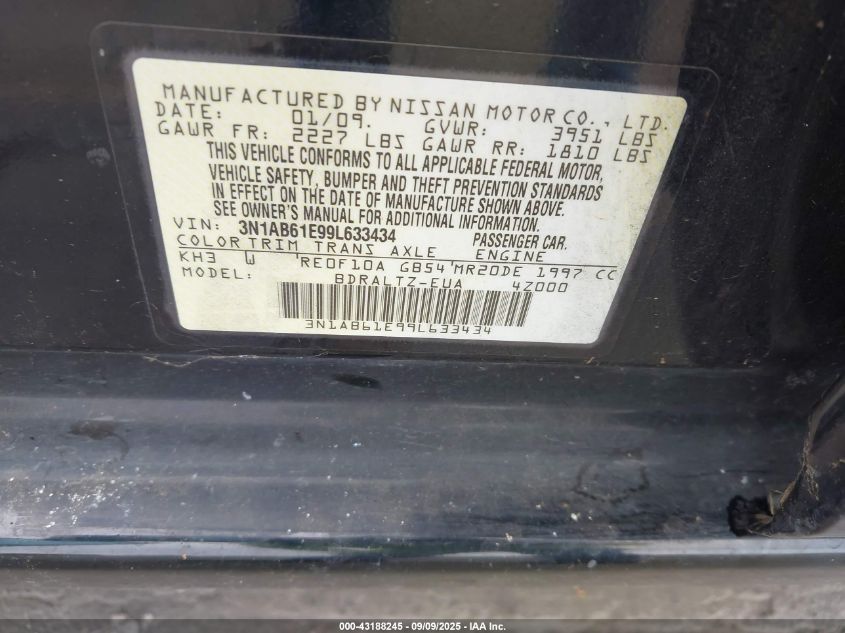 MANUFACTURED BY NISSAN MOTOR CO., LTD.
DATE: 01/09. GVWR: 3951 LBS
GAWR FR: 2227 LBS GAWR RR: 1810 LBS
THIS VEHICLE CONFORMS TO ALL APPLICABLE FEDERAL MOTOR,
VEHICLE SAFETY, BUMPER AND THEFT PREVENTION STANDARDS
IN EFFECT ON THE DATE OF MANUFACTURE SHOWN ABOVE.
SEE OWNER'S MANUAL FOR ADDITIONAL INFORMATION.
VIN: 3N1AB61E99L633434 PASSENGER CAR.
COLOR TRIM TRANS AXLE ENGINE
KH3 W 'RE0F10A GB54'MR20DE 1997 CC
MODEL: BDRALTZ-EUA 4Z000
3N1AB61E99L633434
000-43188245 - 09/09/2025 - IAA Inc.